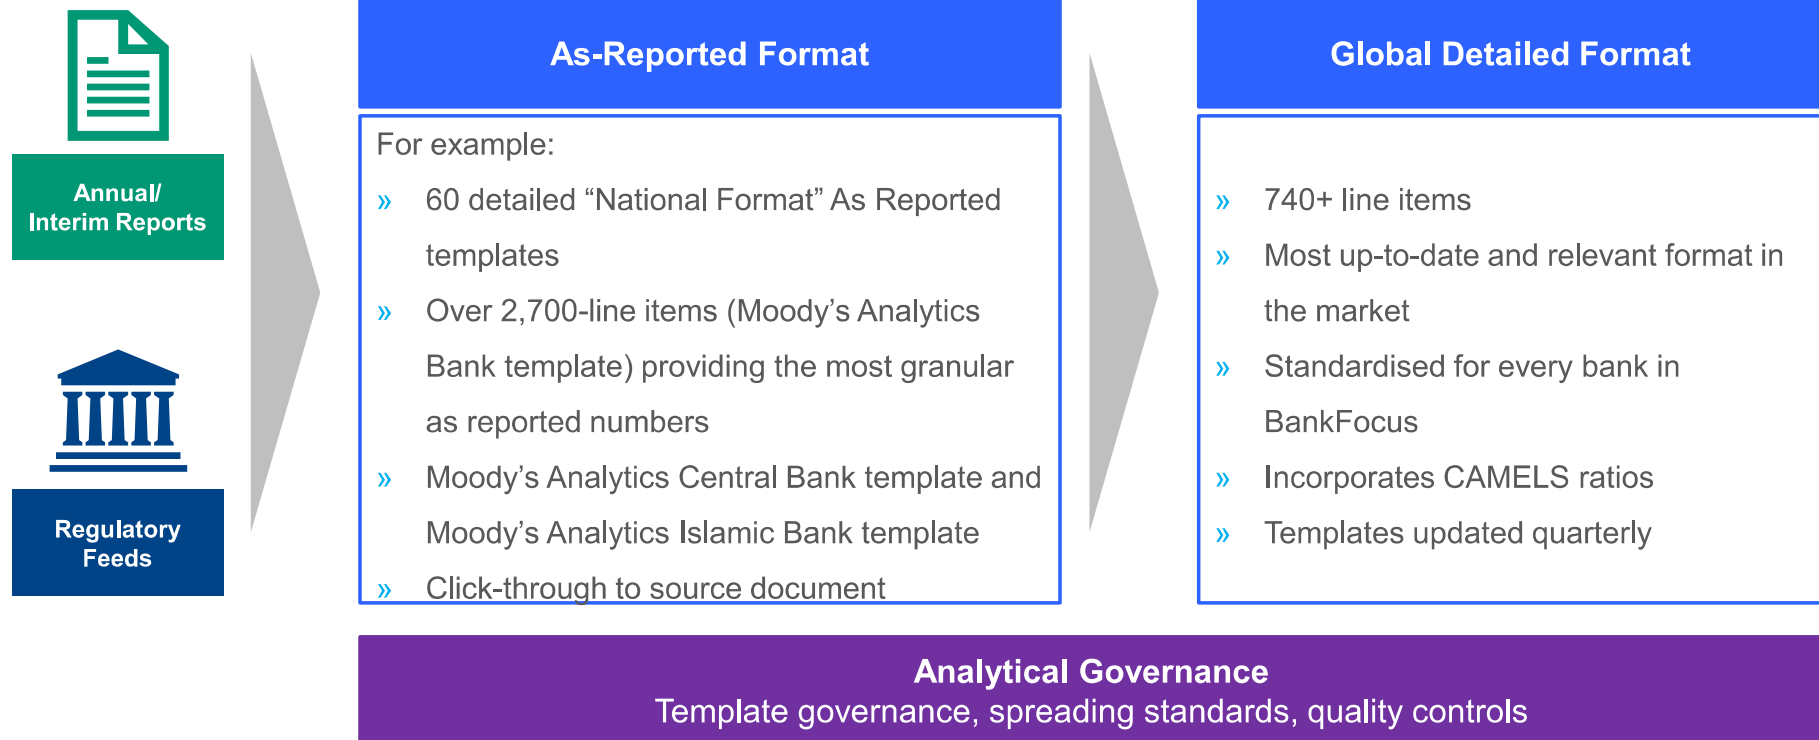 Annual/
Interim Reports
Regulatory
Feeds
As-Reported Format
For example:
» 60 detailed “National Format” As Reported
templates
» Over 2,700-line items (Moody’s Analytics
Bank template) providing the most granular
as reported numbers
» Moody’s Analytics Central Bank template and
Moody’s Analytics Islamic Bank template
» Click-through to source document
Global Detailed Format
» 740+ line items
» Most up-to-date and relevant format in
the market
» Standardised for every bank in
BankFocus
» Incorporates CAMELS ratios
» Templates updated quarterly
Analytical Governance
Template governance, spreading standards, quality controls